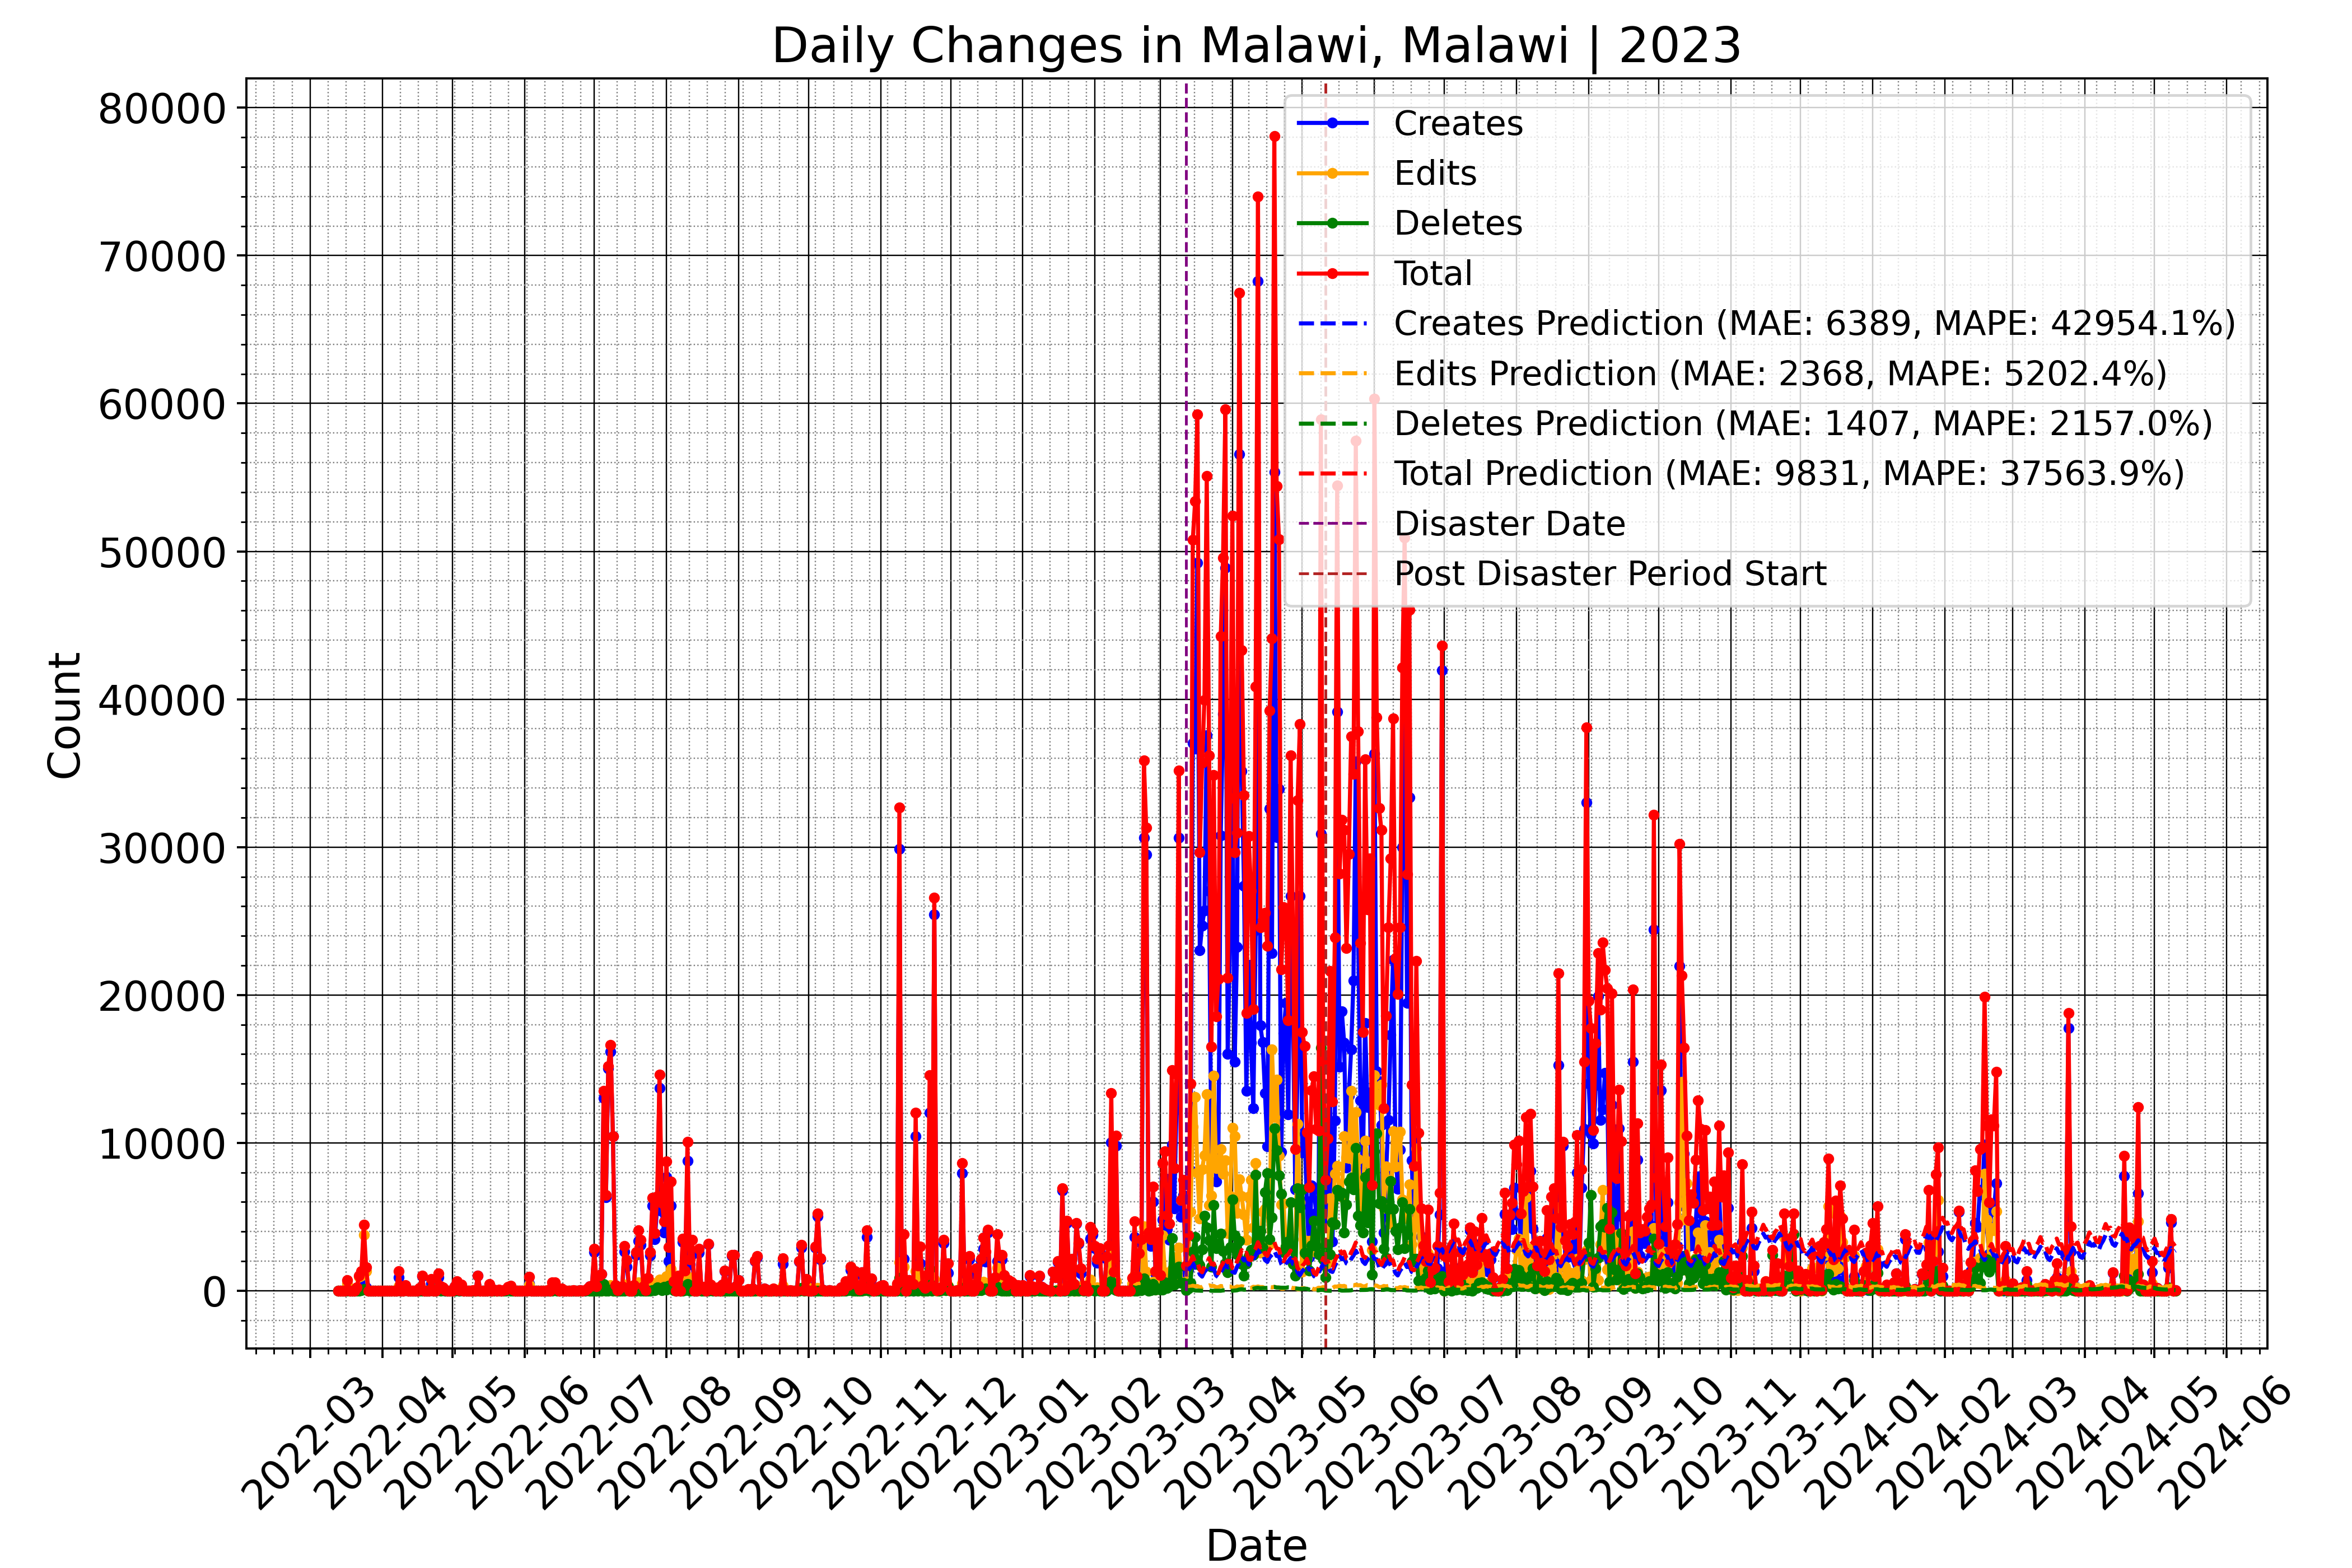 Daily Changes in Malawi, Malawi | 2023
80000
70000
60000
50000
40000
30000
20000
10000
0
Count
Creates
Edits
Deletes
Total
Creates Prediction (MAE: 6389, MAPE: 42954.1%)
Edits Prediction (MAE: 2368, MAPE: 5202.4%)
Deletes Prediction (MAE: 1407, MAPE: 2157.0%)
Total Prediction (MAE: 9831, MAPE: 37563.9%)
Disaster Date
Post Disaster Period Start
2022-03
2022-04
2022-05
2022-06
2022-07
2022-08
2022-09
2022-10
2022-11
2022-12
2023-01
2023-02
2023-03
2023-04
2023-05
2023-06
2023-07
2023-08
2023-09
2023-10
2023-11
2023-12
2024-01
2024-02
2024-03
2024-04
2024-05
2024-06
Date